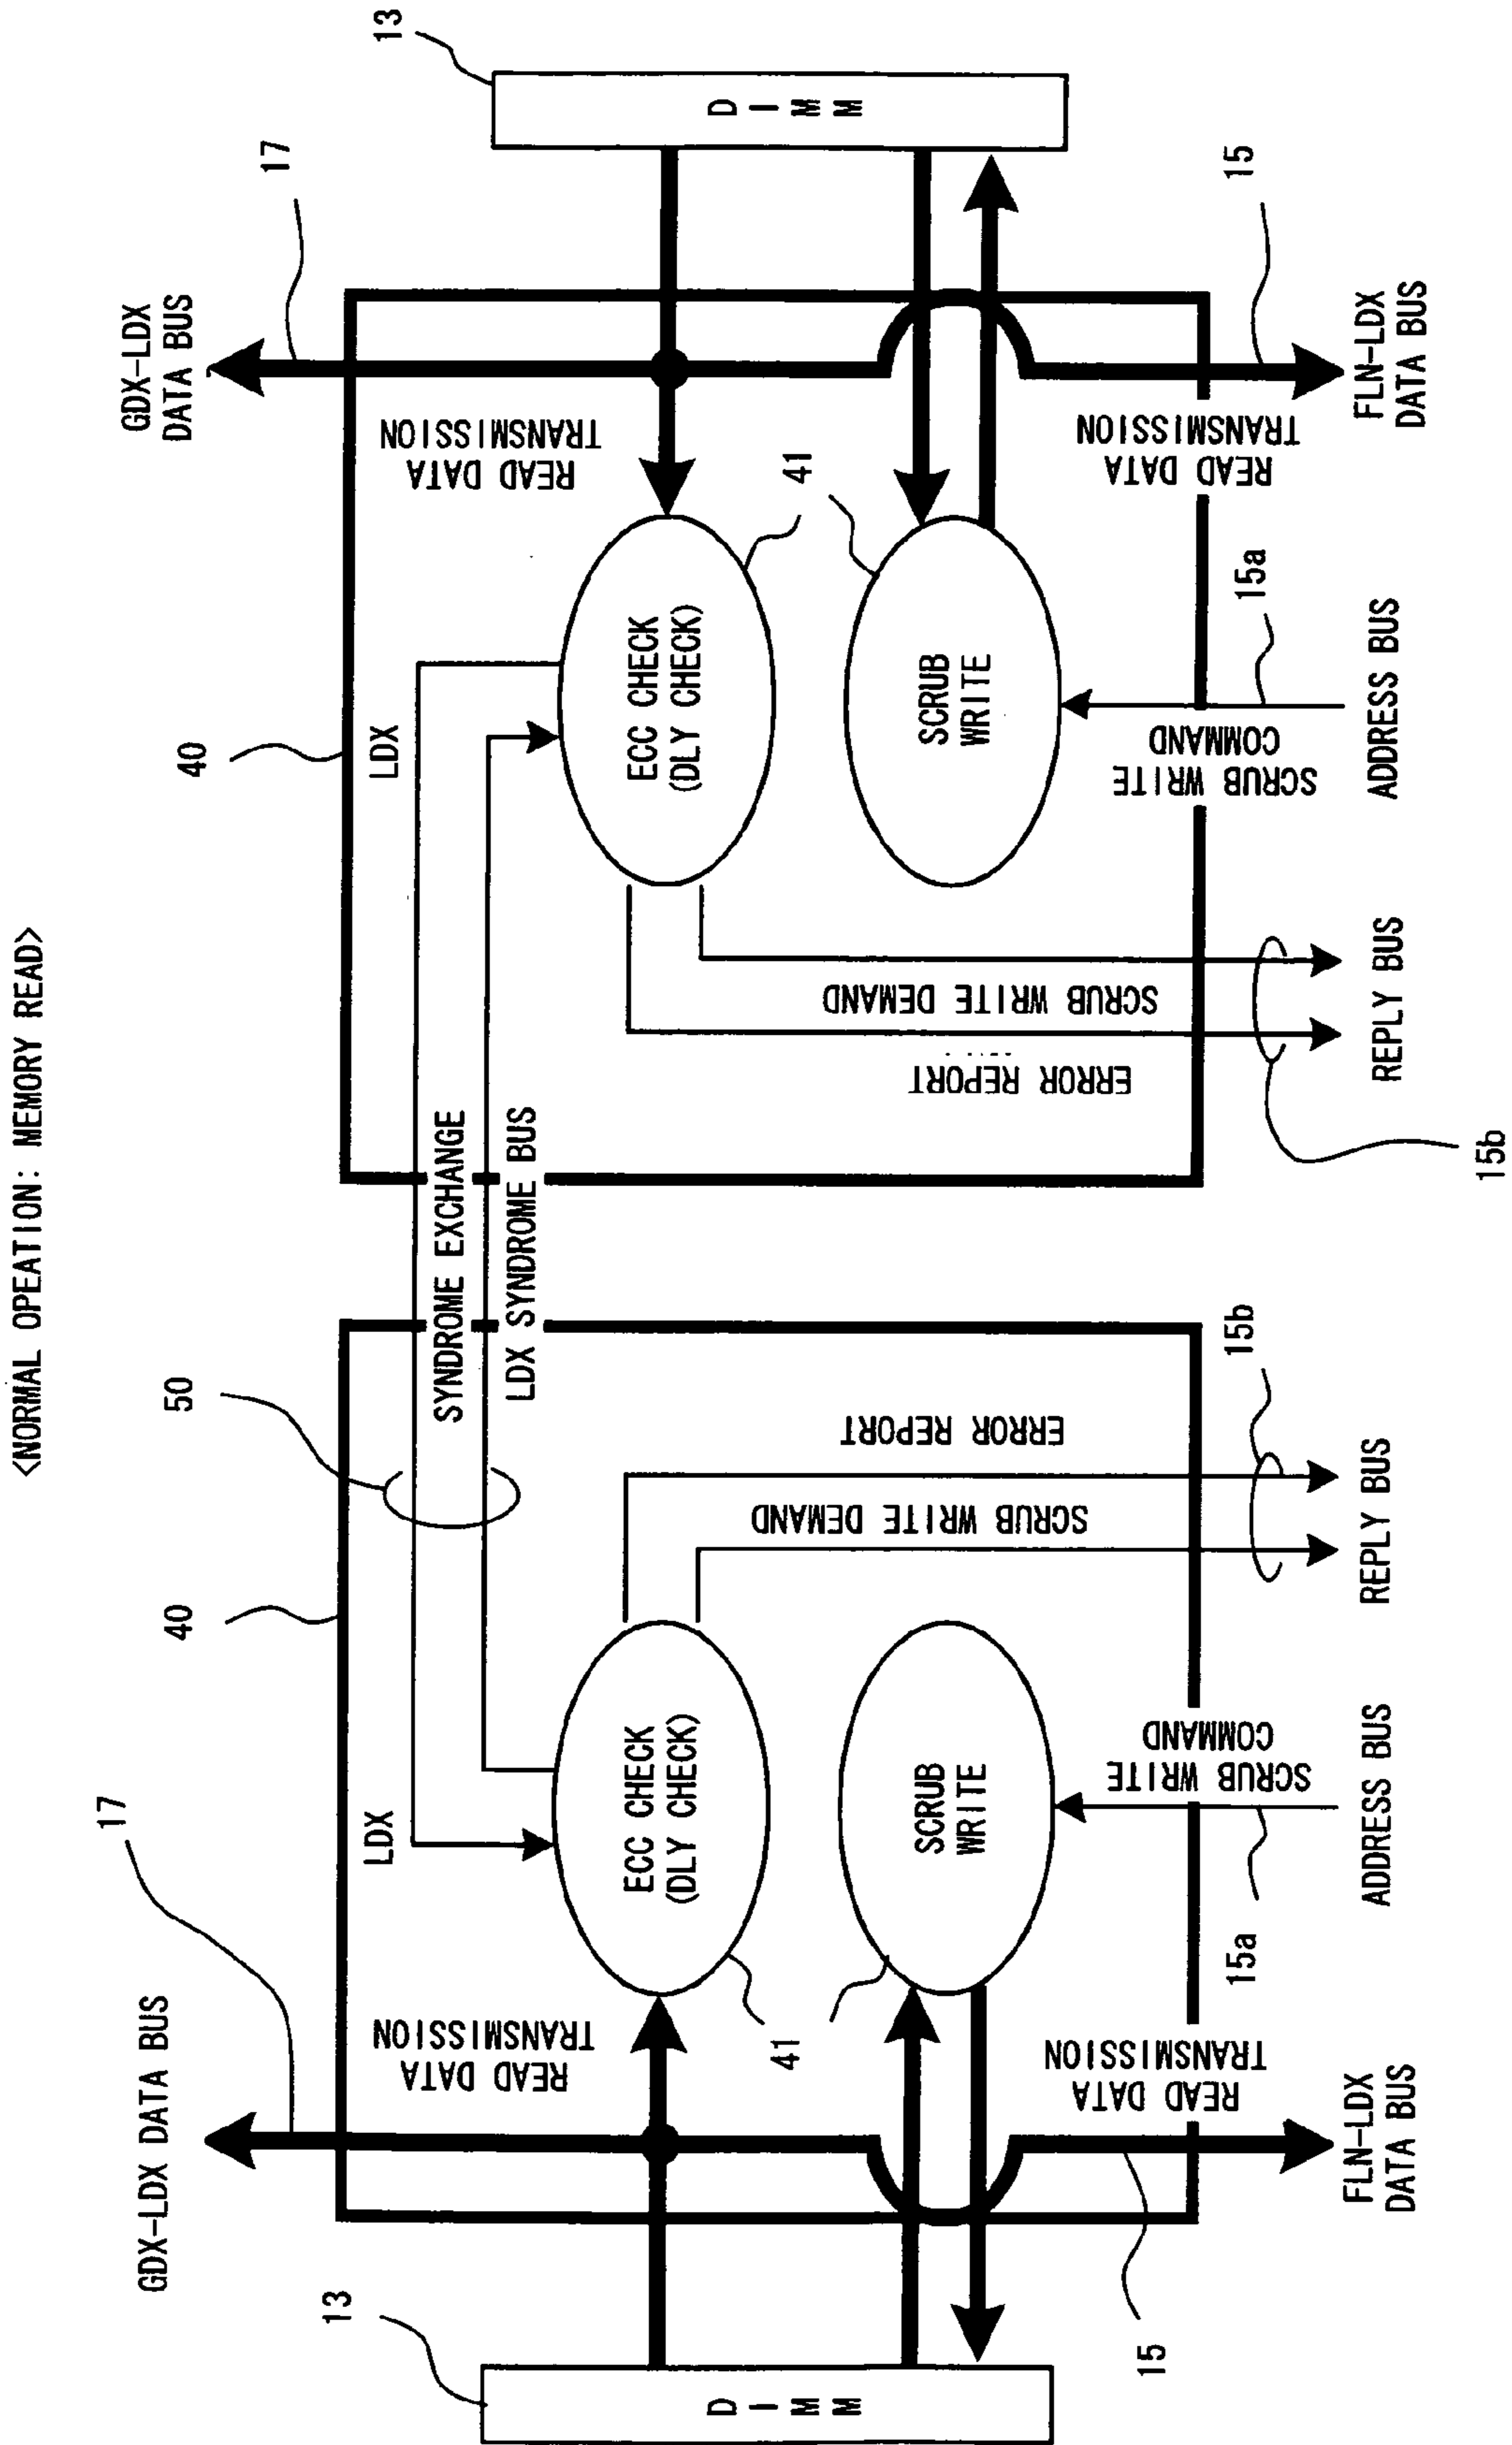 <NORMAL OPEATION: MEMORY READ>
GDX-LDX DATA BUS
17
40
50
40
GDX-LDX
DATA BUS
17
13
13
LDX
SYNDROME EXCHANGE
LDX SYNDROME BUS
LDX
READ DATA
TRANSMISSION
READ DATA
TRANSMISSION
DIMM
ECC CHECK
(DLY CHECK)
41
SCRUB
WRITE
ERROR REPORT
SCRUB WRITE DEMAND
ERROR REPORT
SCRUB WRITE DEMAND
ECC CHECK
(DLY CHECK)
41
SCRUB
WRITE
DIMM
READ DATA
TRANSMISSION
SCRUB WRITE
COMMAND
15b
SCRUB WRITE
COMMAND
15a
READ DATA
TRANSMISSION
15
15
FLN-LDX
DATA BUS
15a
ADDRESS BUS
REPLY BUS
15b
REPLY BUS
ADDRESS BUS
FLN-LDX
DATA BUS